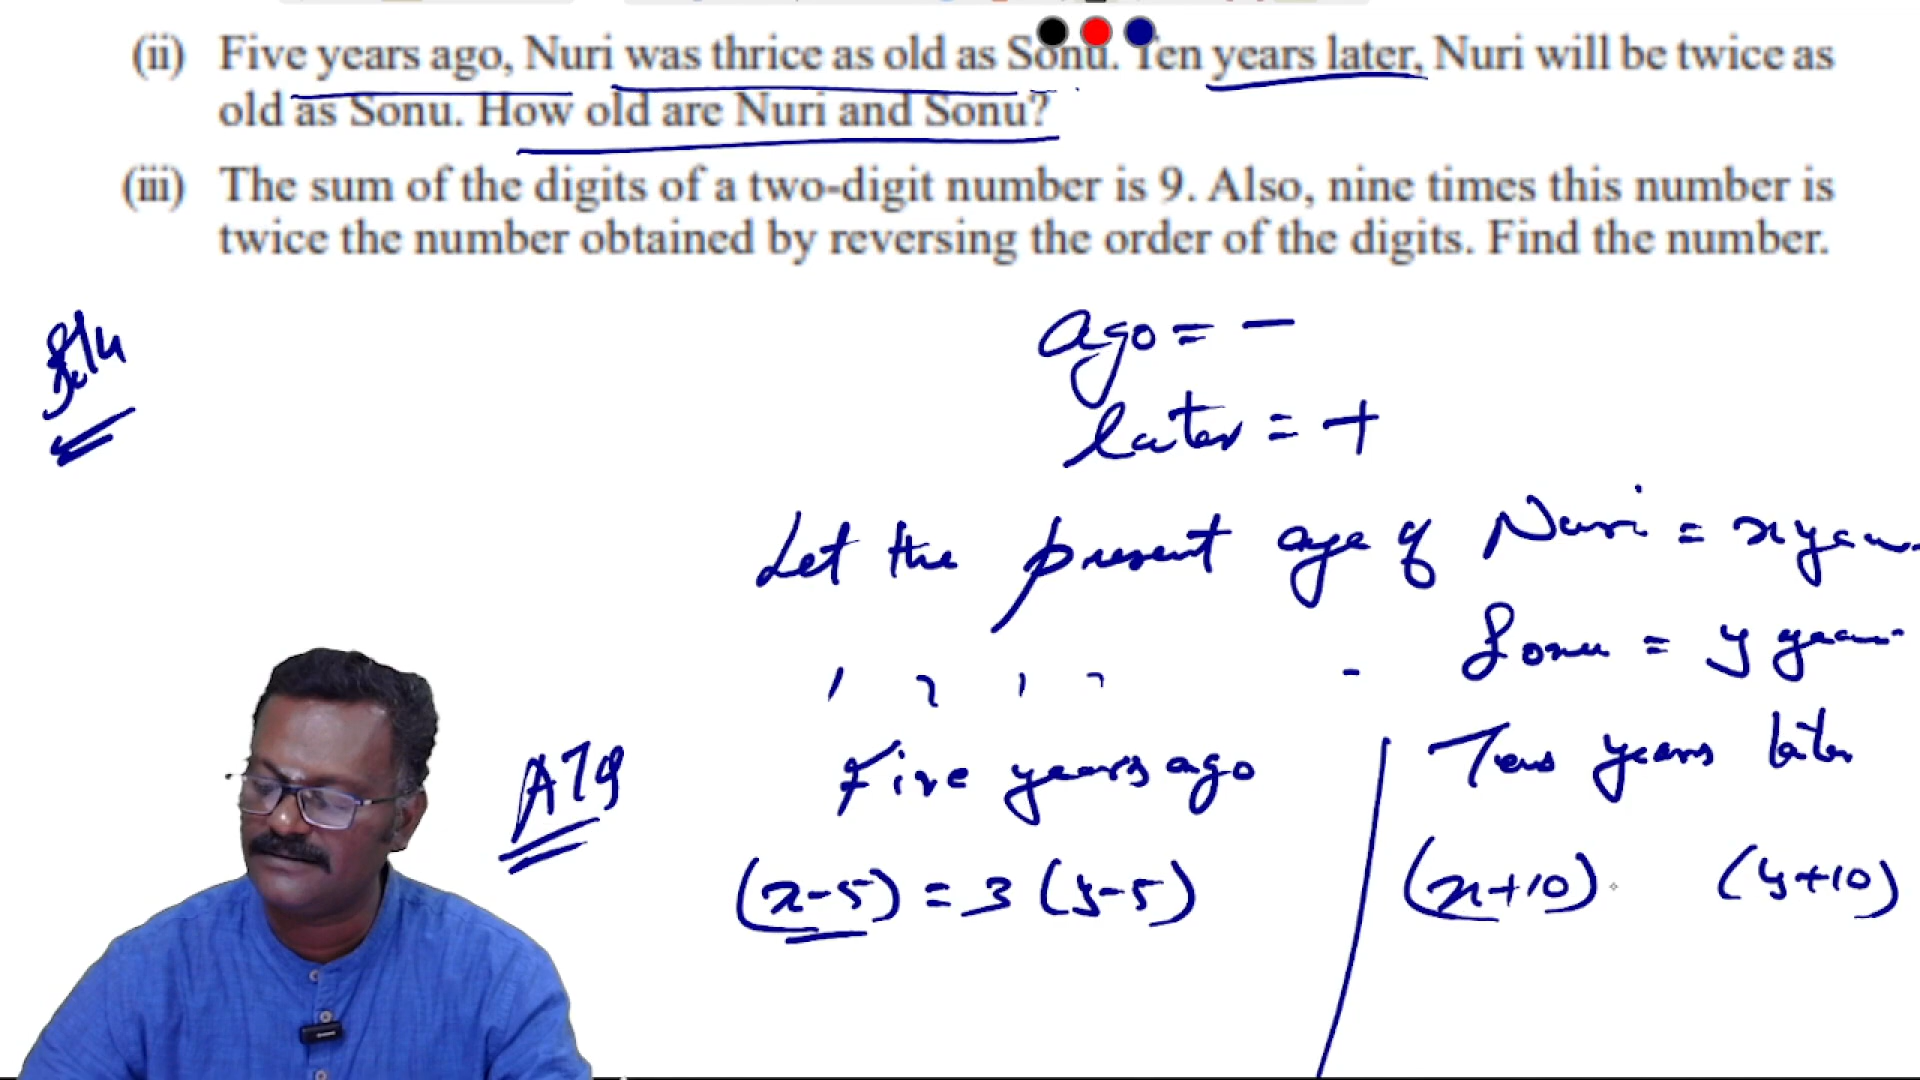 (ii) Five years ago, Nuri was thrice as old as Sonu. Ten years later, Nuri will be twice as
old as Sonu. How old are Nuri and Sonu?
(iii) The sum of the digits of a two-digit number is 9. Also, nine times this number is
twice the number obtained by reversing the order of the digits. Find the number.
ago = -
later = +
Let the present age of Nuri = x years
Sonu = y years
Five years ago
Ten years later
(x-5) = 3 (y-5)
(x+10) (y+10)